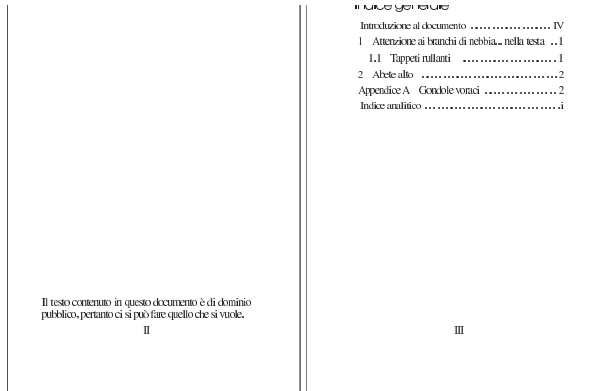 Il testo contenuto in questo documento è di dominio
pubblico, pertanto ci si può fare quello che si vuole.
II
Indice generale
Introduzione al documento ..................... IV
1 Attenzione ai branchi di nebbia... nella testa ..1
1.1 Tappeti rullanti ........................1
2 Abete alto ...................................2
Appendice A Gondole voraci ...................2
Indice analitico ...................................i
III